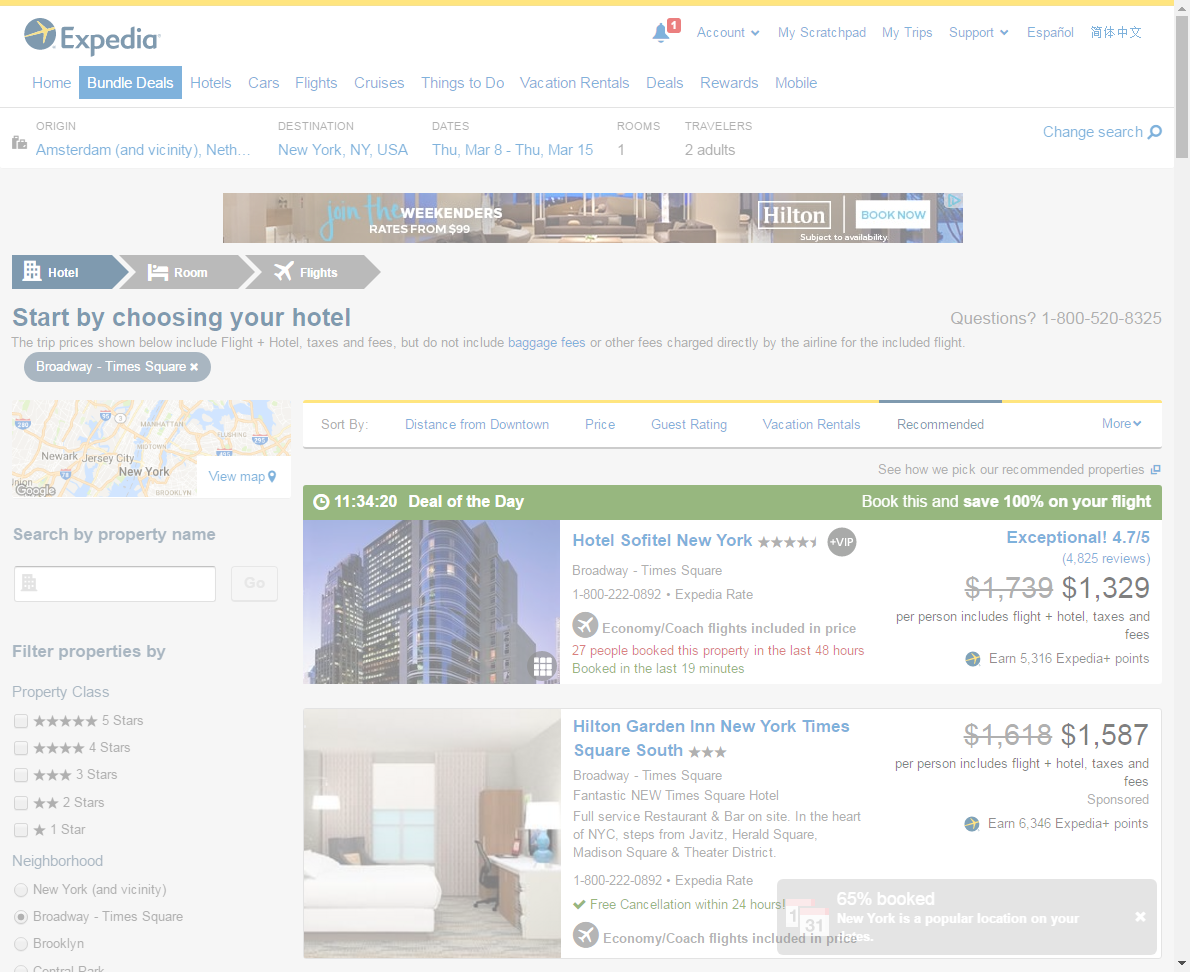 Expedia
1
Account
My Scratchpad
My Trips
Support
Español
简体中文
Home
Bundle Deals
Hotels
Cars
Flights
Cruises
Things to Do
Vacation Rentals
Deals
Rewards
Mobile
ORIGIN
Amsterdam (and vicinity), Neth...
DESTINATION
New York, NY, USA
DATES
Thu, Mar 8 - Thu, Mar 15
ROOMS
1
TRAVELERS
2 adults
Change search
join the WEEKENDERS
RATES FROM $99
Hilton
BOOK NOW
Subject to availability.
Hotel
Room
Flights
Start by choosing your hotel
Questions? 1-800-520-8325
The trip prices shown below include Flight + Hotel, taxes and fees, but do not include baggage fees or other fees charged directly by the airline for the included flight.
Broadway - Times Square
MANHATTAN
FLUSHING
MIDTOWN
Newark
Jersey City
New York
BROOKLYN
280
95
3
495
295
78
Union
Google
View map
Search by property name
Go
Filter properties by
Property Class
5 Stars
4 Stars
3 Stars
2 Stars
1 Star
Neighborhood
New York (and vicinity)
Broadway - Times Square
Brooklyn
Central Park
Sort By:
Distance from Downtown
Price
Guest Rating
Vacation Rentals
Recommended
More
See how we pick our recommended properties
11:34:20 Deal of the Day
Book this and save 100% on your flight
Hotel Sofitel New York
+VIP
Broadway - Times Square
1-800-222-0892 • Expedia Rate
Economy/Coach flights included in price
27 people booked this property in the last 48 hours
Booked in the last 19 minutes
Exceptional! 4.7/5
(4,825 reviews)
$1,739 $1,329
per person includes flight + hotel, taxes and
fees
Earn 5,316 Expedia+ points
Hilton Garden Inn New York Times
Square South
Broadway - Times Square
Fantastic NEW Times Square Hotel
Full service Restaurant & Bar on site. In the heart
of NYC, steps from Javitz, Herald Square,
Madison Square & Theater District.
1-800-222-0892 • Expedia Rate
Free Cancellation within 24 hours!
Economy/Coach flights included in price
$1,618 $1,587
per person includes flight + hotel, taxes and
fees
Sponsored
Earn 6,346 Expedia+ points
1
31
65% booked
New York is a popular location on your
dates.